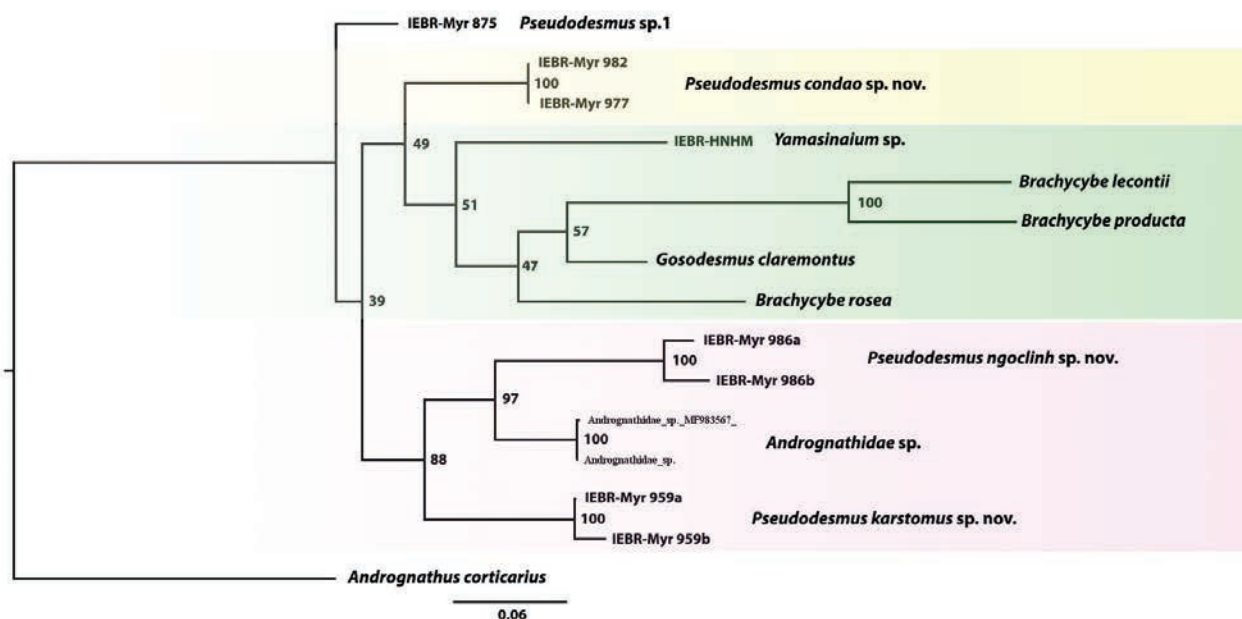 IEBR-Myr 875 Pseudodesmus sp.1
IEBR-Myr 982
100
Pseudodesmus condao sp. nov.
IEBR-Myr 977
49
IEBR-HNHM Yamasinaium sp.
Brachycybe lecontii
100
51
Brachycybe producta
57
Gosodesmus claremontus
47
39
Brachycybe rosea
IEBR-Myr 986a
100
Pseudodesmus ngoclinh sp. nov.
IEBR-Myr 986b
97
Andrognathidae_sp._MF983567_
100
Andrognathidae sp.
88
Andrognathidae_sp.
IEBR-Myr 959a
100
Pseudodesmus karstomus sp. nov.
IEBR-Myr 959b
Andrognathus corticarius
0.06